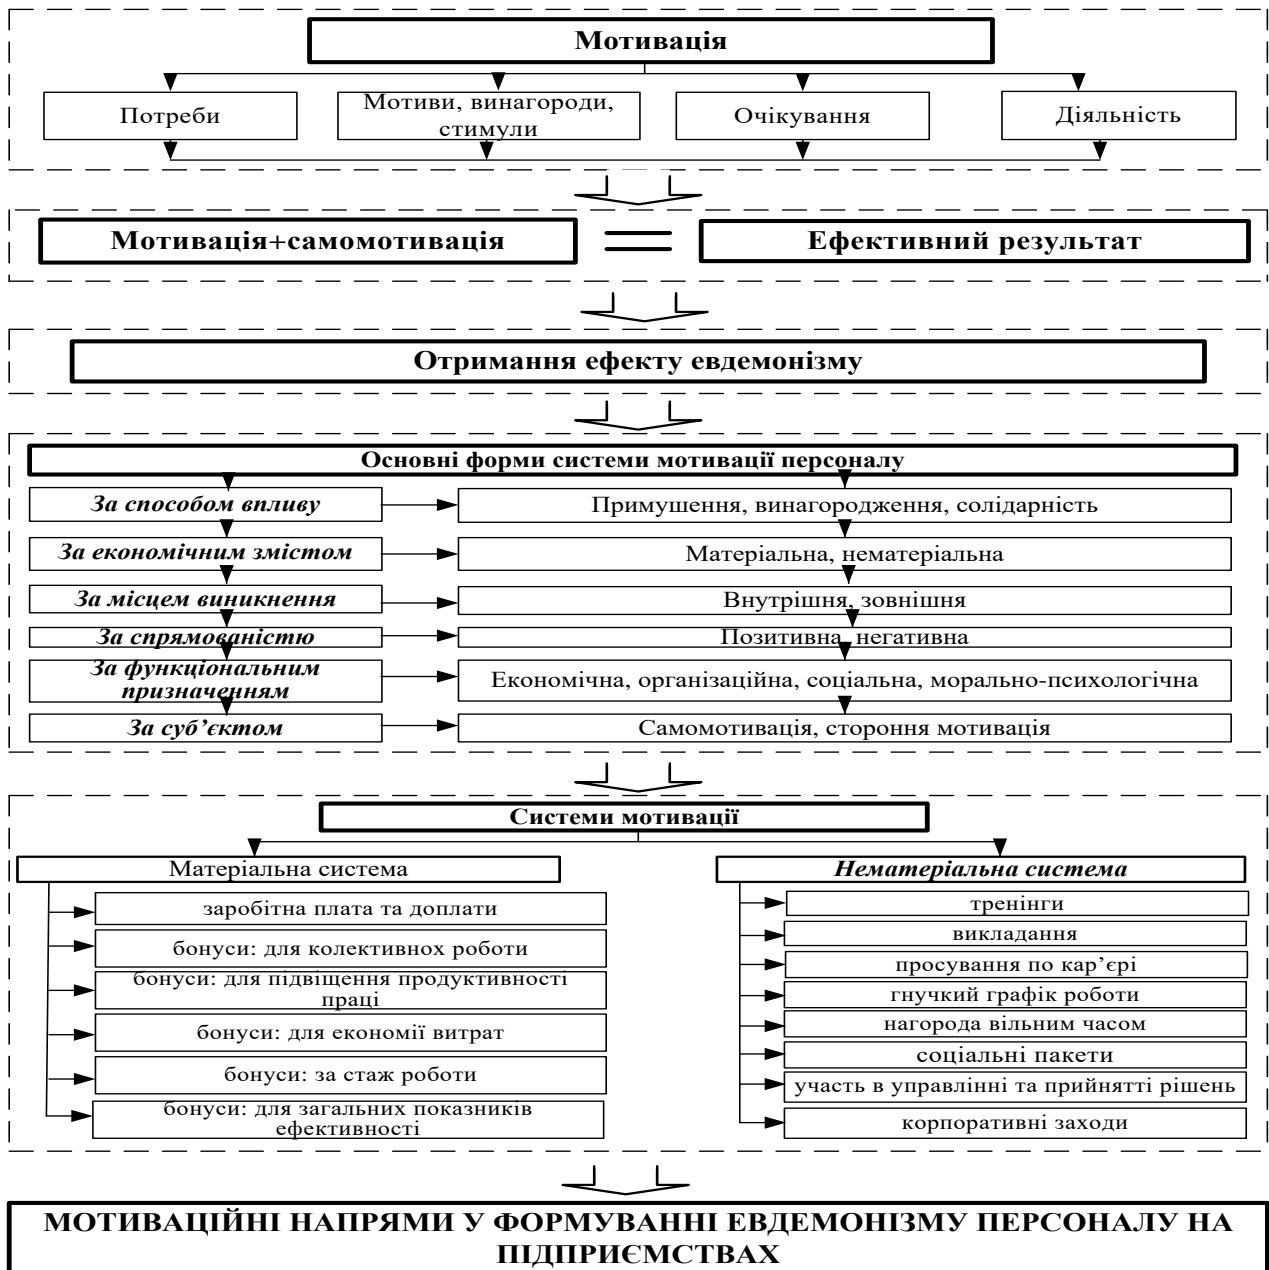 Мотивація
Потреби
Мотиви, винагороди,
стимули
Очікування
Діяльність
Мотивація+самомотивація
Ефективний результат
Отримання ефекту евдемонізму
Основні форми системи мотивації персоналу
За способом впливу
Примушення, винагородження, солідарність
За економічним змістом
Матеріальна, нематеріальна
За місцем виникнення
Внутрішня, зовнішня
За спрямованістю
Позитивна, негативна
За функціональним
призначенням
Економічна, організаційна, соціальна, морально-психологічна
За суб’єктом
Самомотивація, стороння мотивація
Системи мотивації
Матеріальна система
заробітна плата та доплати
бонуси: для колективнох роботи
бонуси: для підвіщення продуктивності
праці
бонуси: для економії витрат
бонуси: за стаж роботи
бонуси: для загальних показників
ефективності
Нематеріальна система
тренінги
викладання
просування по кар’єрі
гнучкий графік роботи
нагорода вільним часом
соціальні пакети
участь в управлінні та прийнятті рішень
корпоративні заходи
МОТИВАЦІЙНІ НАПРЯМИ У ФОРМУВАННІ ЕВДЕМОНІЗМУ ПЕРСОНАЛУ НА
ПІДПРИЄМСТВАХ